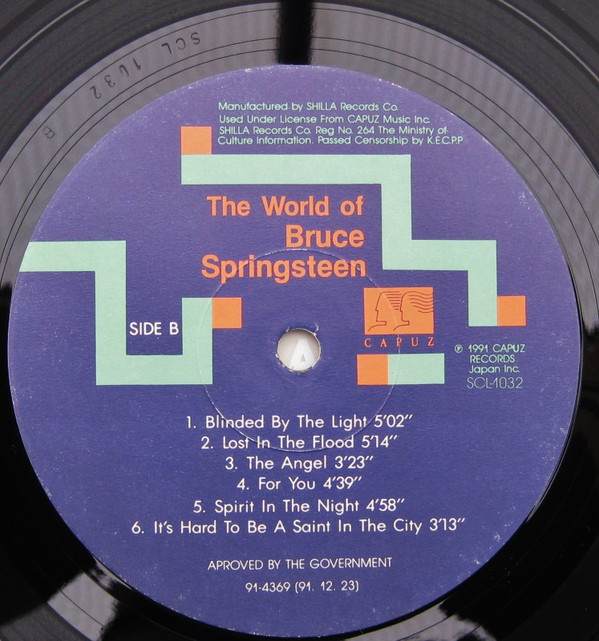 SCL 1032
B
Manufactured by SHILLA Records Co.
Used Under License From CAPUZ Music Inc.
SHILLA Records Co. Reg No. 264 The Ministry of
Culture Information. Passed Censorship by K.E.C.P.P
The World of
Bruce
Springsteen
SIDE B
CAPUZ
℗ 1991 CAPUZ
RECORDS
Japan Inc.
SCL-1032
A
1. Blinded By The Light 5'02"
2. Lost In The Flood 5'14"
3. The Angel 3'23"
4. For You 4'39"
5. Spirit In The Night 4'58"
6. It's Hard To Be A Saint In The City 3'13"
APROVED BY THE GOVERNMENT
91-4369 (91. 12. 23)